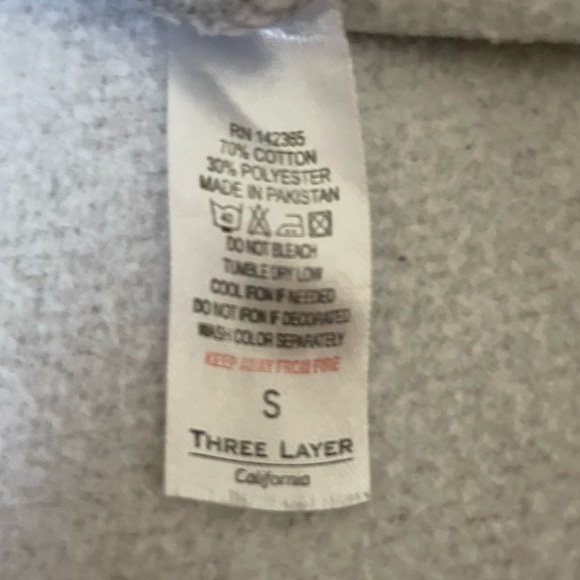 RN 142365
70% COTTON
30% POLYESTER
MADE IN PAKISTAN
DO NOT BLEACH
TUMBLE DRY LOW
COOL IRON IF NEEDED
DO NOT IRON IF DECORATED
WASH COLOR SEPARATELY
KEEP AWAY FROM FIRE
S
THREE LAYER
California